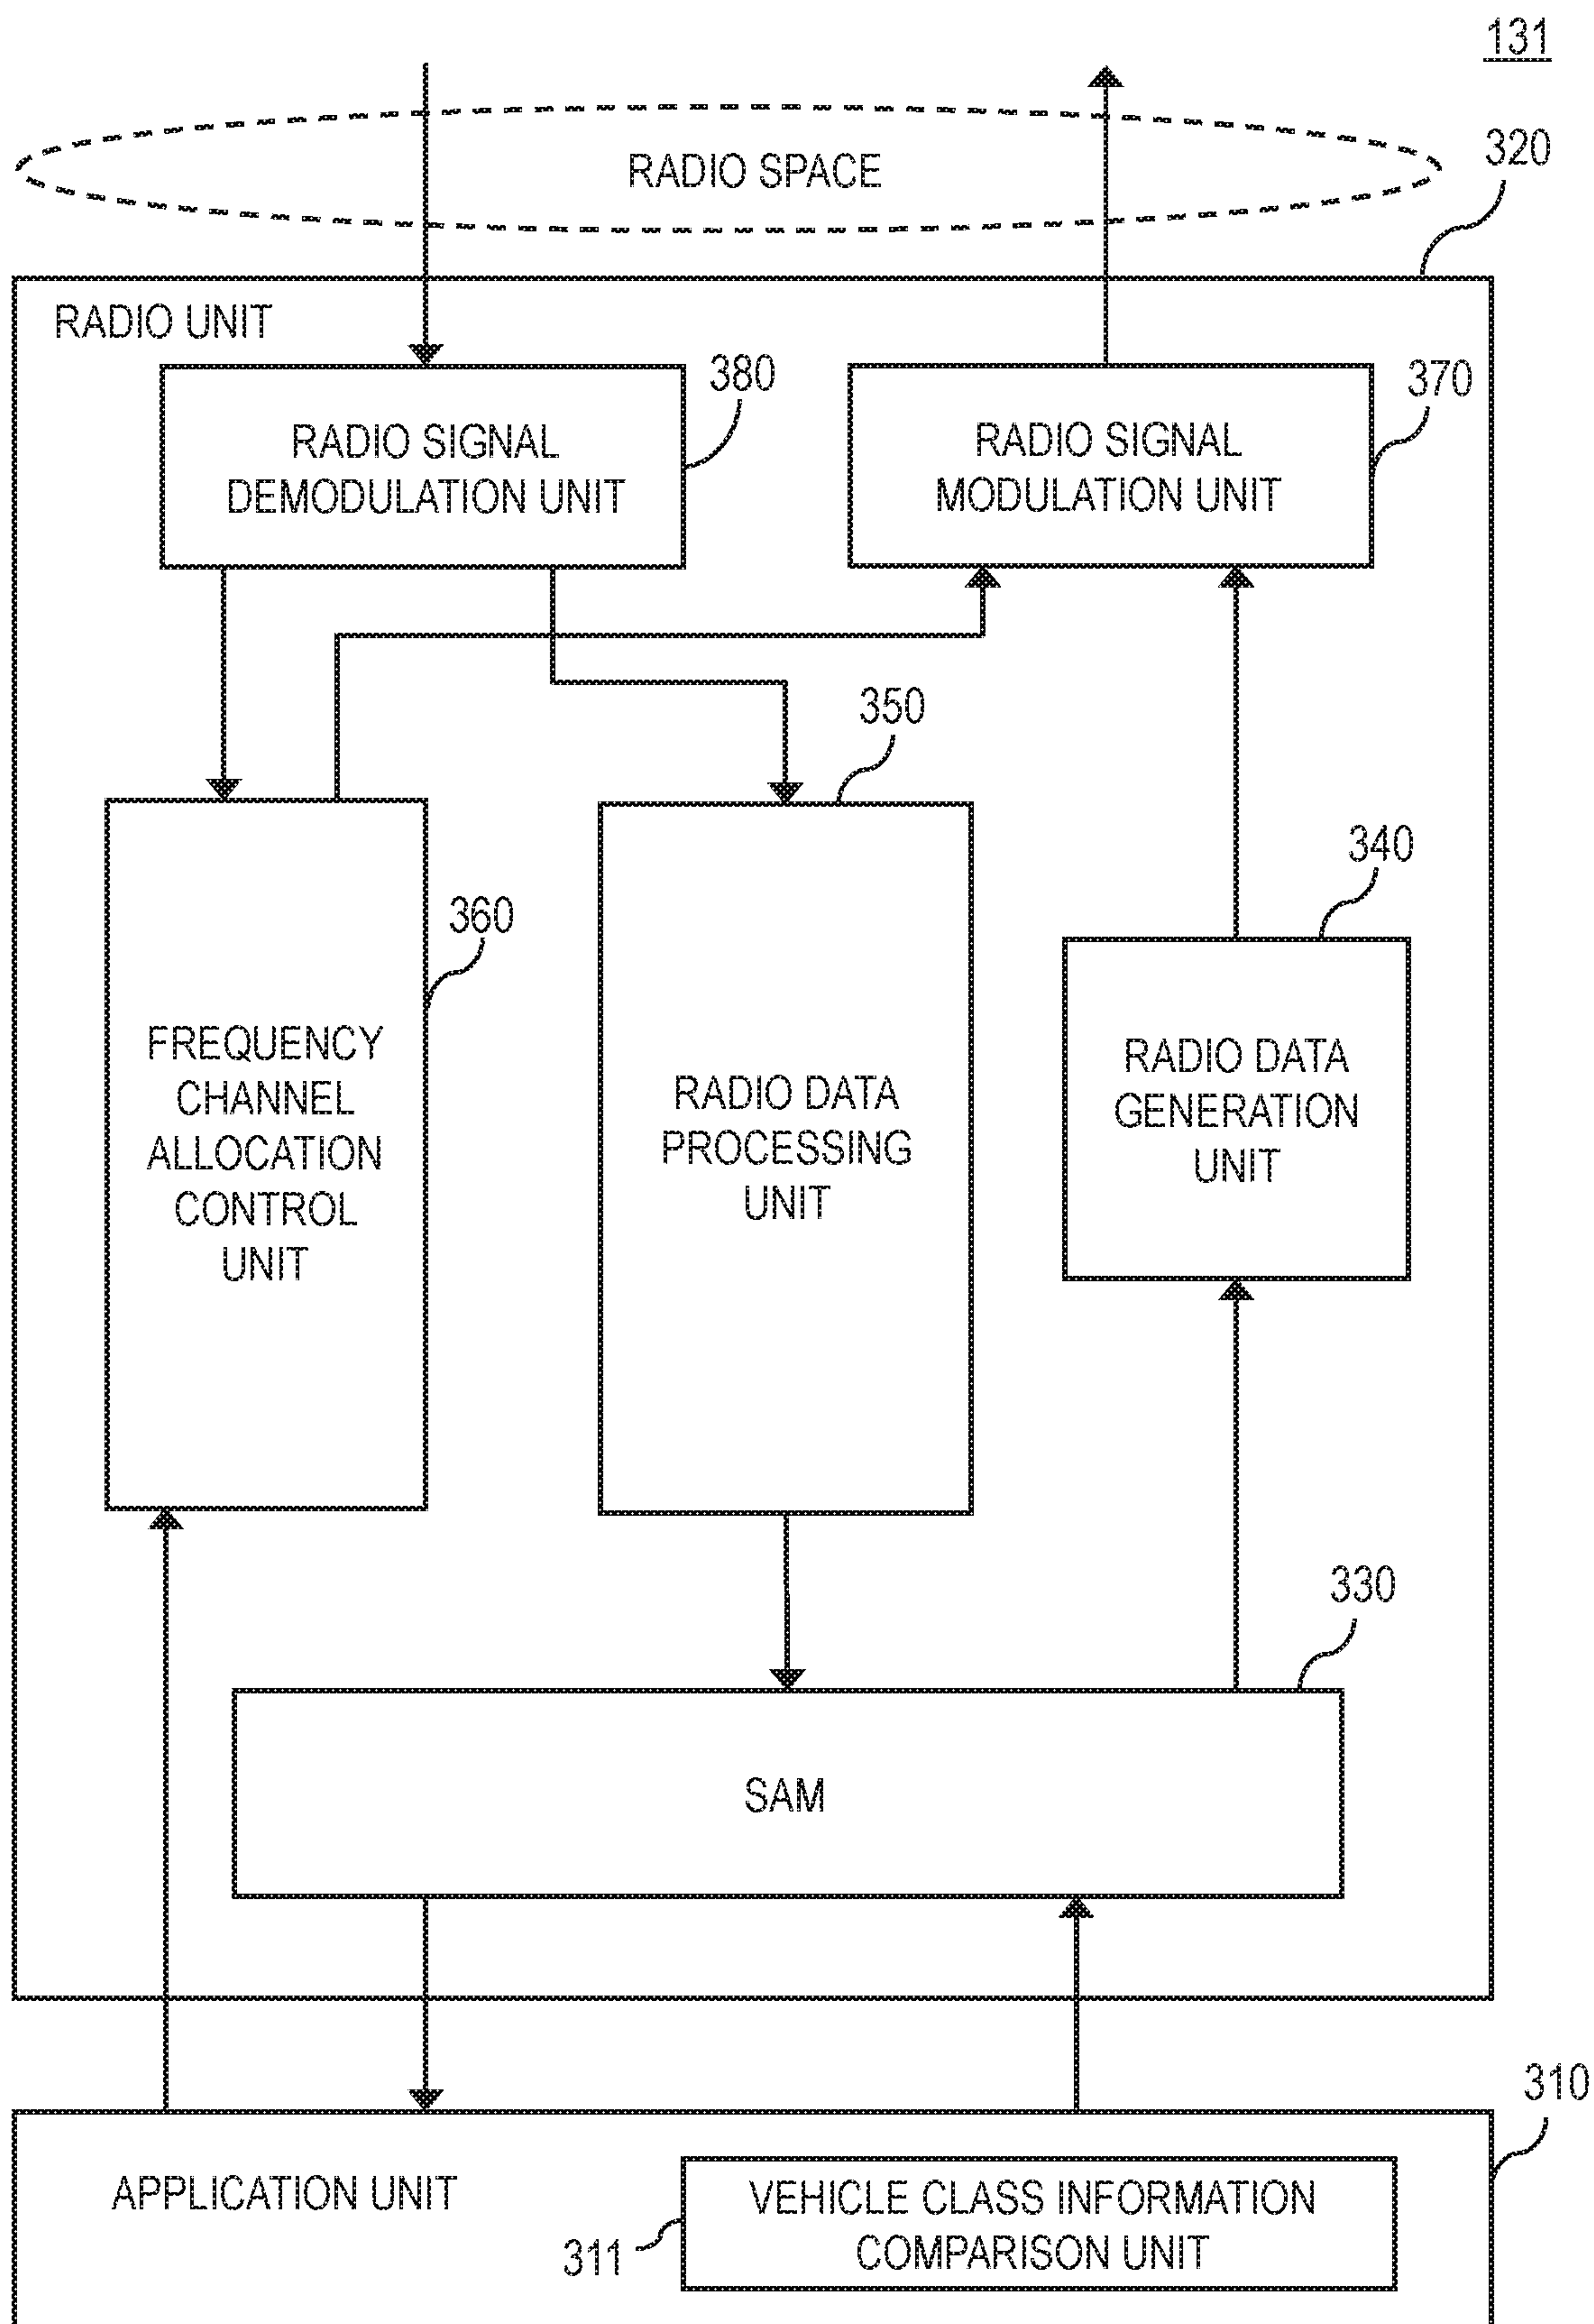 131
RADIO SPACE
320
RADIO UNIT
380
370
RADIO SIGNAL
DEMODULATION UNIT
RADIO SIGNAL
MODULATION UNIT
350
340
360
FREQUENCY
CHANNEL
ALLOCATION
CONTROL
UNIT
RADIO DATA
PROCESSING
UNIT
RADIO DATA
GENERATION
UNIT
330
SAM
310
APPLICATION UNIT
VEHICLE CLASS INFORMATION
COMPARISON UNIT
311